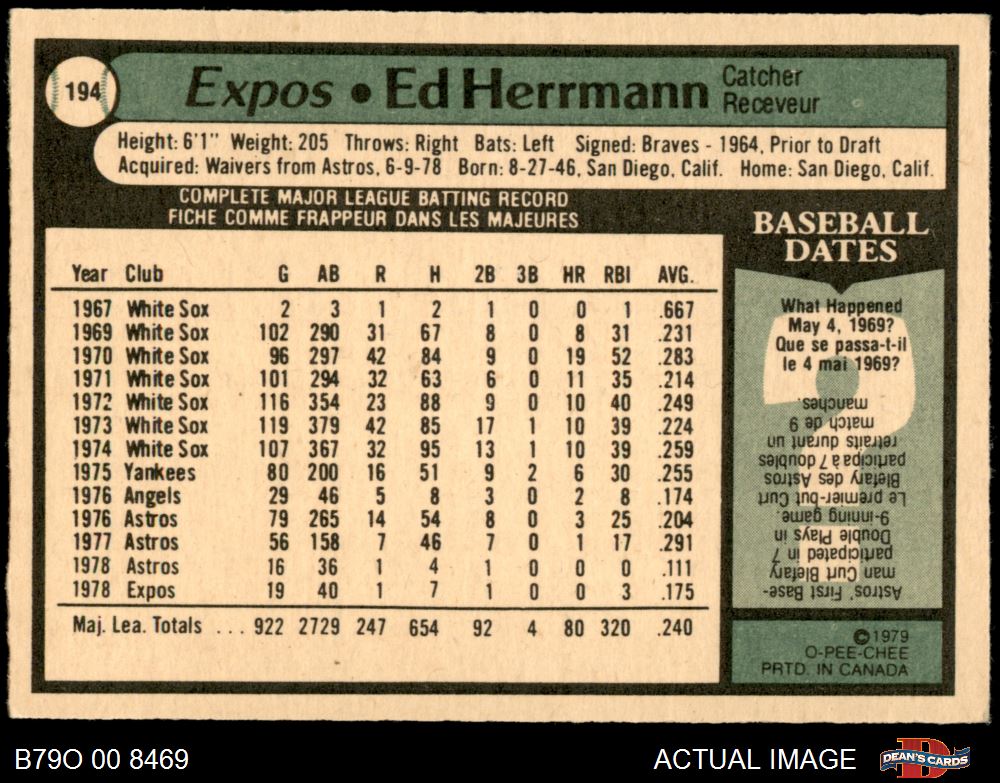 194
Expos • Ed Herrmann Catcher
Receveur
Height: 6'1" Weight: 205 Throws: Right Bats: Left Signed: Braves - 1964, Prior to Draft
Acquired: Waivers from Astros, 6-9-78 Born: 8-27-46, San Diego, Calif. Home: San Diego, Calif.
COMPLETE MAJOR LEAGUE BATTING RECORD
FICHE COMME FRAPPEUR DANS LES MAJEURES
Year Club G AB R H 2B 3B HR RBI AVG.
1967 White Sox 2 3 1 2 1 0 0 1 .667
1969 White Sox 102 290 31 67 8 0 8 31 .231
1970 White Sox 96 297 42 84 9 0 19 52 .283
1971 White Sox 101 294 32 63 6 0 11 35 .214
1972 White Sox 116 354 23 88 9 0 10 40 .249
1973 White Sox 119 379 42 85 17 1 10 39 .224
1974 White Sox 107 367 32 95 13 1 10 39 .259
1975 Yankees 80 200 16 51 9 2 6 30 .255
1976 Angels 29 46 5 8 3 0 2 8 .174
1976 Astros 79 265 14 54 8 0 3 25 .204
1977 Astros 56 158 7 46 7 0 1 17 .291
1978 Astros 16 36 1 4 1 0 0 0 .111
1978 Expos 19 40 1 7 1 0 0 3 .175
Maj. Lea. Totals ... 922 2729 247 654 92 4 80 320 .240
BASEBALL
DATES
What Happened
May 4, 1969?
Que se passa-t-il
le 4 mai 1969?
Astros' First Base-
man Curt Blefary
participated in 7
Double Plays in
9-inning game.
Le premier-but Curt
Blefary des Astros
participa à 7 doubles
retraits durant un
match de 9
manches.
©1979
O-PEE-CHEE
PRTD. IN CANADA
B79O 00 8469
ACTUAL IMAGE
D
DEAN'S CARDS